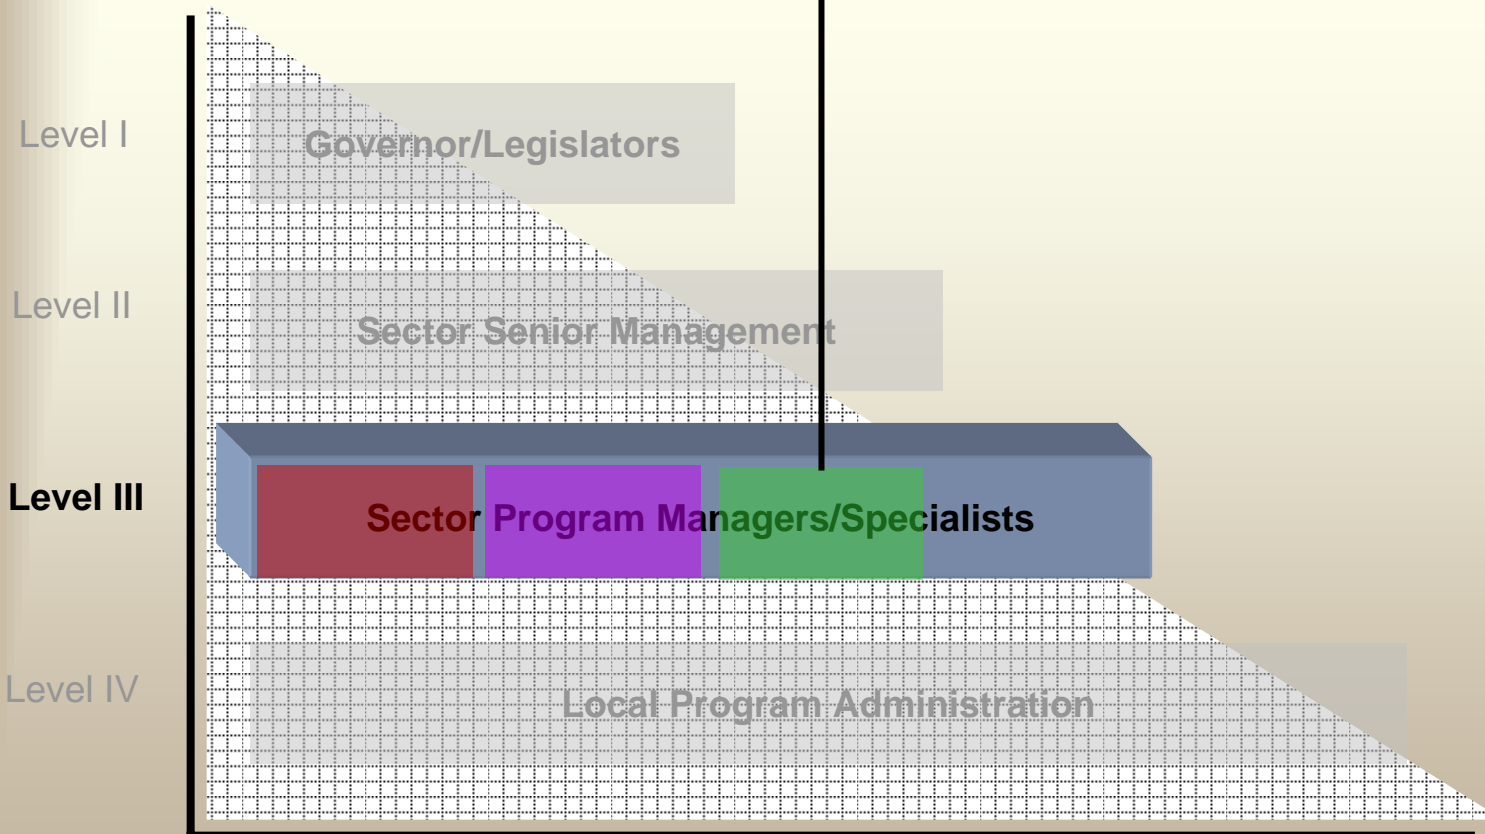 Level I
Governor/Legislators
Level II
Sector Senior Management
Level III
Sector Program Managers/Specialists
Level IV
Local Program Administration